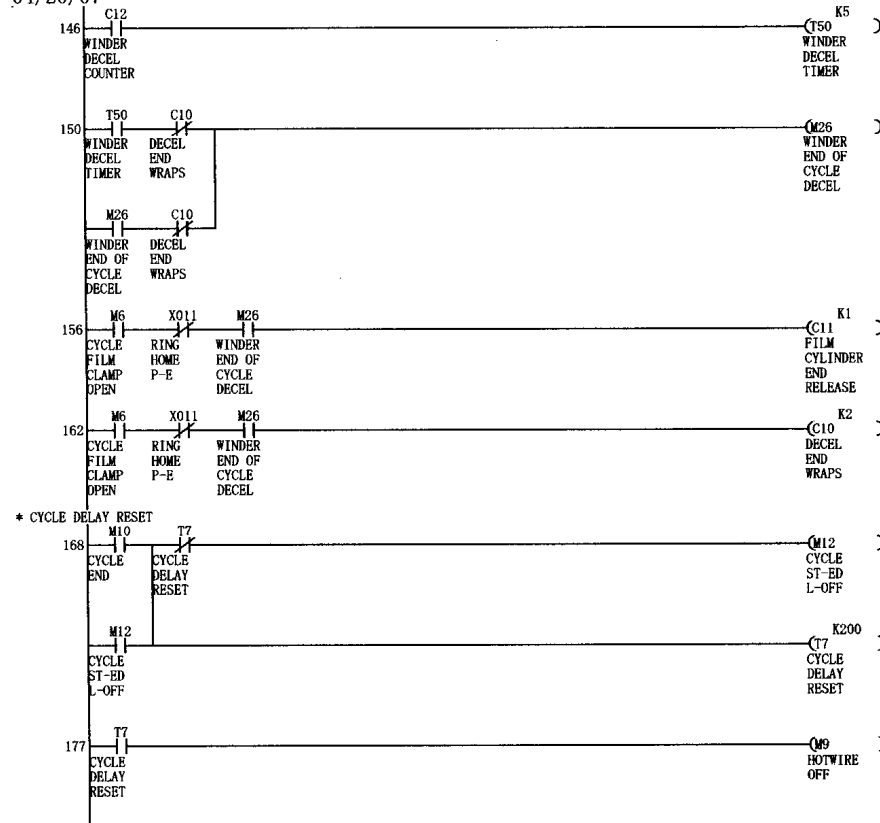 C12 K5
146 (T50 )
WINDER WINDER
DECEL DECEL
COUNTER TIMER
T50 C10
150 (M26 )
WINDER DECEL WINDER
DECEL END END OF
TIMER WRAPS CYCLE
DECEL
M26 C10
WINDER DECEL
END OF END
CYCLE WRAPS
DECEL
M6 X011 M26 K1
156 (C11 )
CYCLE RING WINDER FILM
FILM HOME END OF CYLINDER
CLAMP P-E CYCLE END
OPEN DECEL RELEASE
M6 X011 M26 K2
162 (C10 )
CYCLE RING WINDER DECEL
FILM HOME END OF END
CLAMP P-E CYCLE WRAPS
OPEN DECEL
* CYCLE DELAY RESET
M10 T7
168 (M12 )
CYCLE CYCLE CYCLE
END DELAY ST-ED
RESET L-OFF
M12 K200
(T7 )
CYCLE CYCLE
ST-ED DELAY
L-OFF RESET
T7
177 (M9 )
CYCLE HOTWIRE
DELAY OFF
RESET